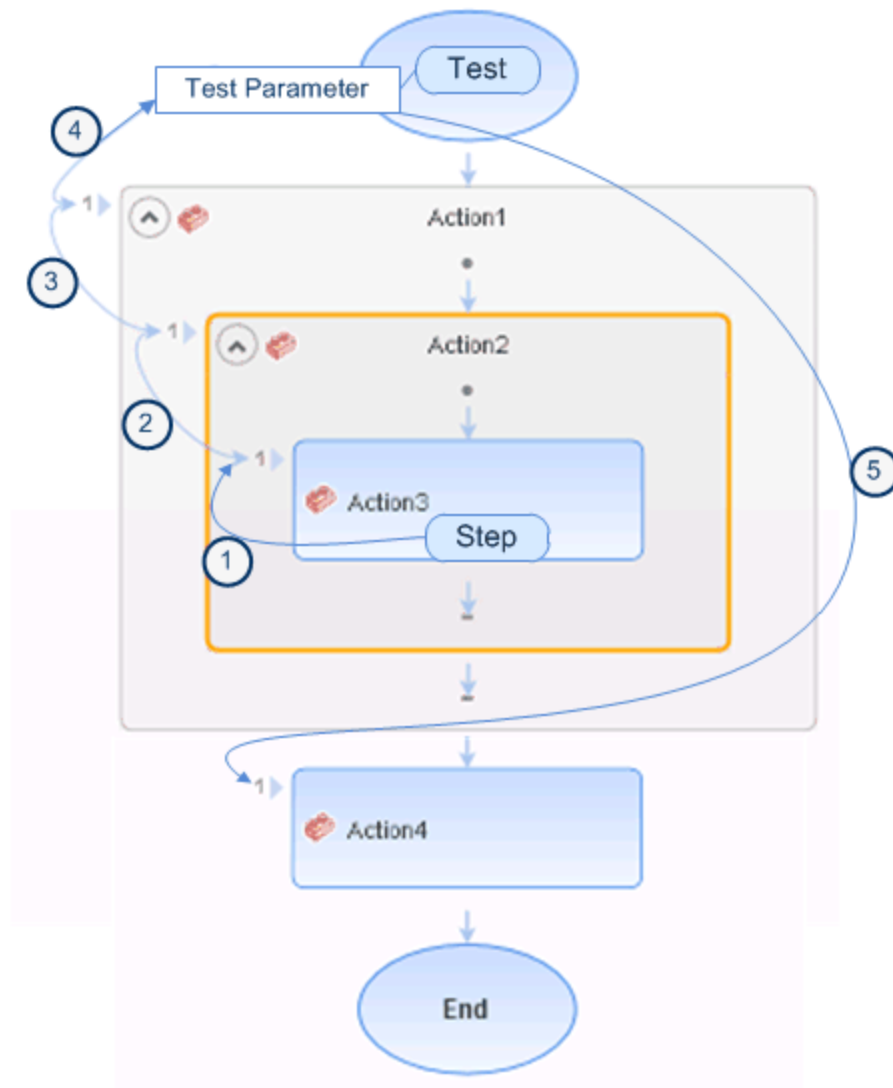 Test
Test Parameter
4
1
Action1
3
1
Action2
2
1
5
Action3
Step
1
1
Action4
End